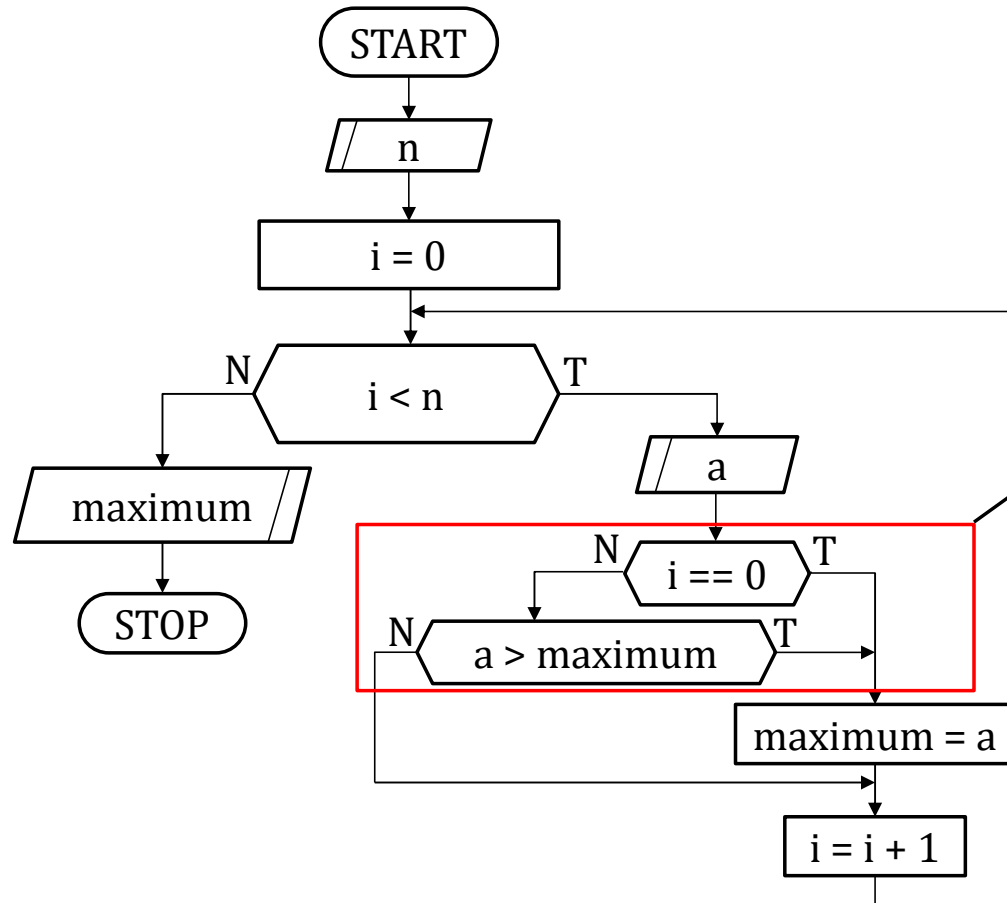 START
n
i = 0
N
i < n
T
a
maximum
N
i == 0
T
STOP
N
a > maximum
T
maximum = a
i = i + 1